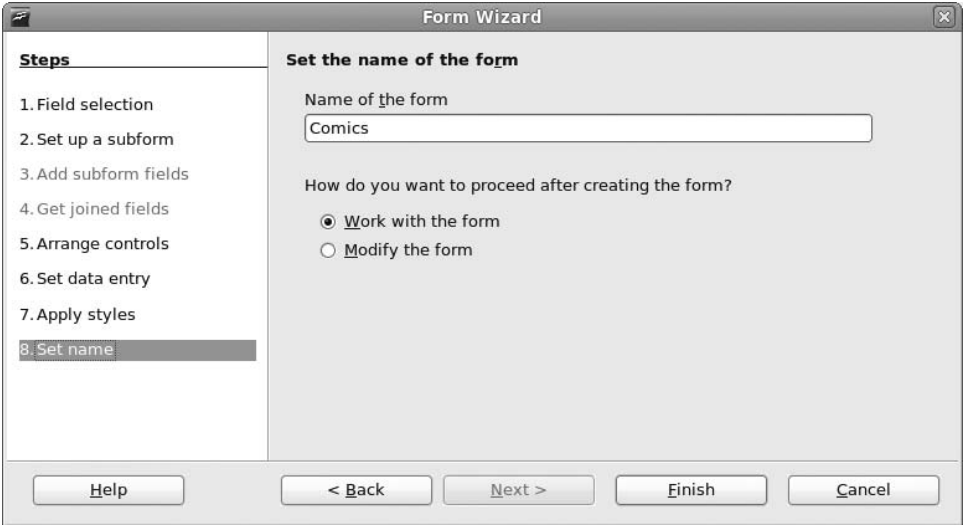 Form Wizard
Steps
1. Field selection
2. Set up a subform
3. Add subform fields
4. Get joined fields
5. Arrange controls
6. Set data entry
7. Apply styles
8. Set name
Set the name of the form
Name of the form
Comics
How do you want to proceed after creating the form?
Work with the form
Modify the form
Help
< Back
Next >
Finish
Cancel